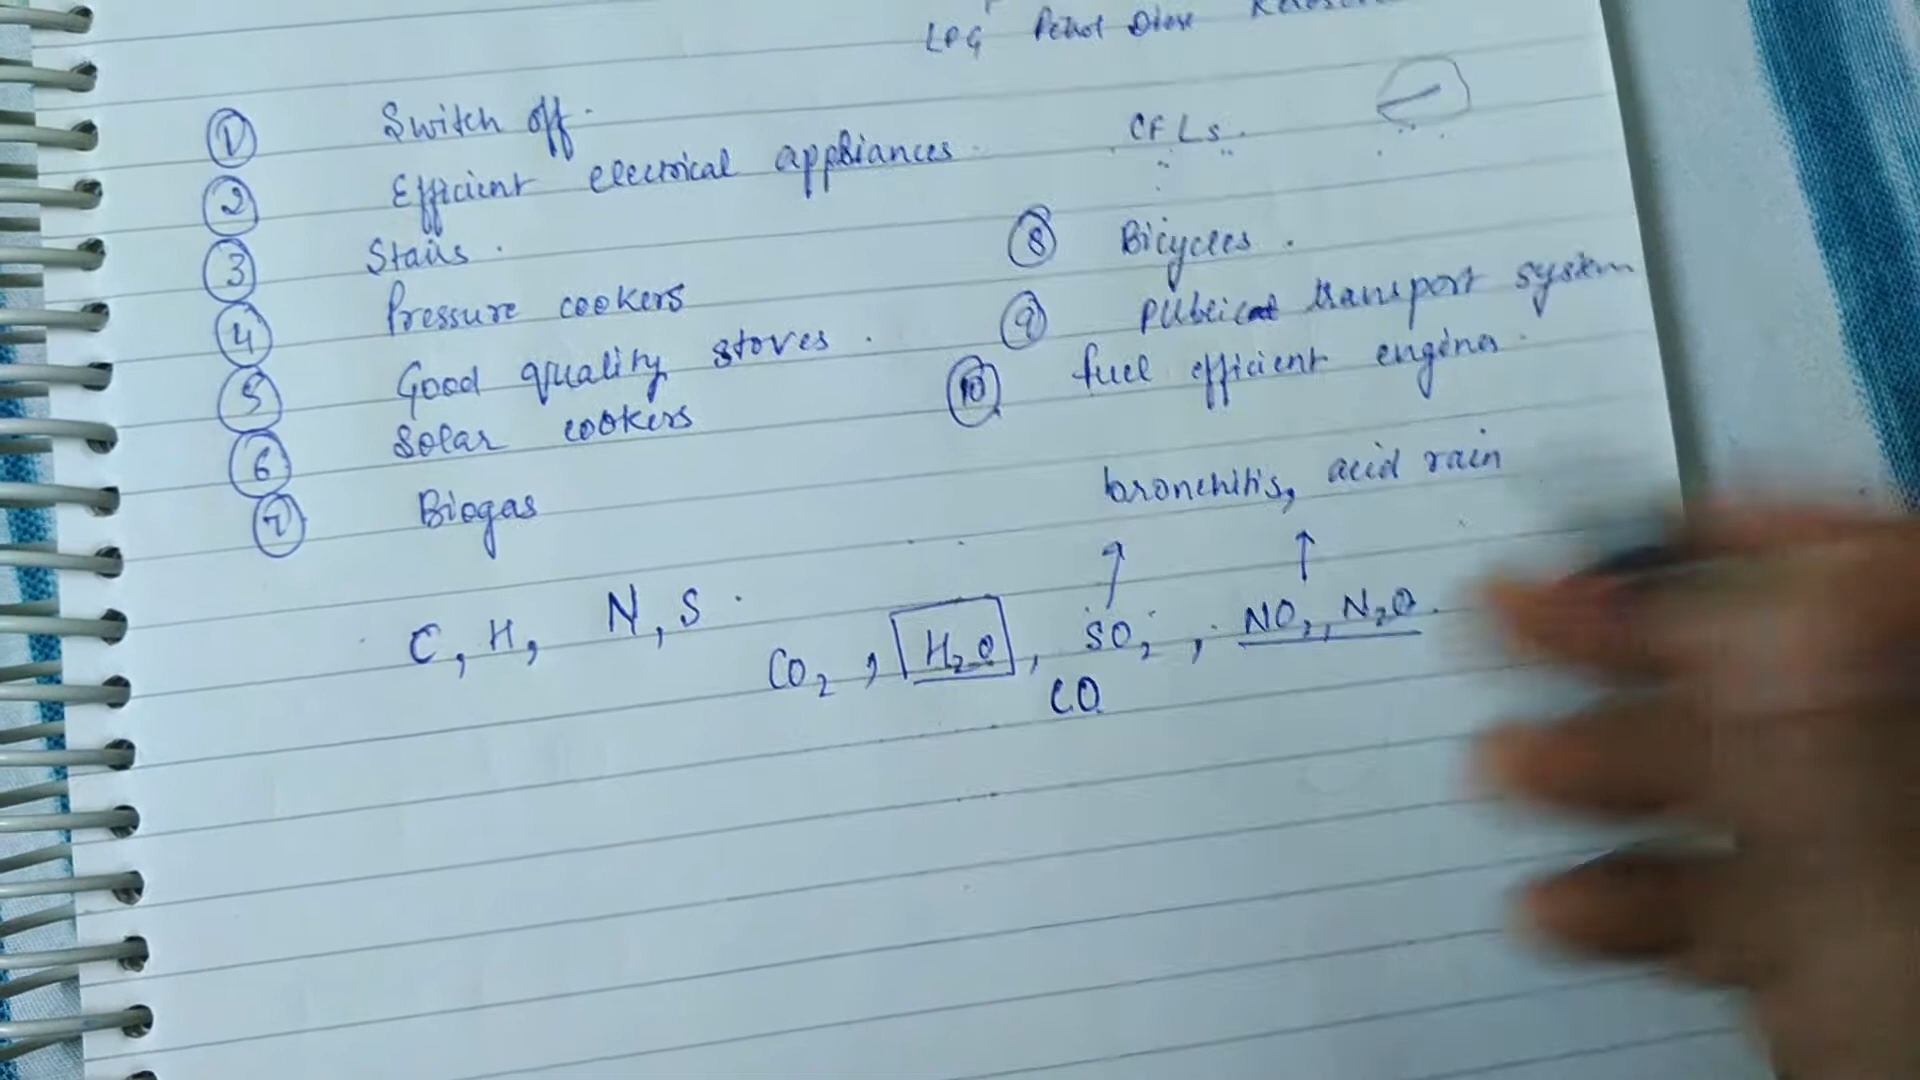 LPG Petrol Diese
① Switch off.
② Efficient electrical appliances. CFLs.
③ Stairs.
④ Pressure cookers
⑤ Good quality stoves.
⑥ Solar cookers
⑦ Biogas
⑧ Bicycles.
⑨ Public transport system
⑩ fuel efficient engines.
bronchitis, acid rain
↑ ↑
C, H, N, S.
CO₂, H₂O, SO₂, NO₂, N₂O.
CO